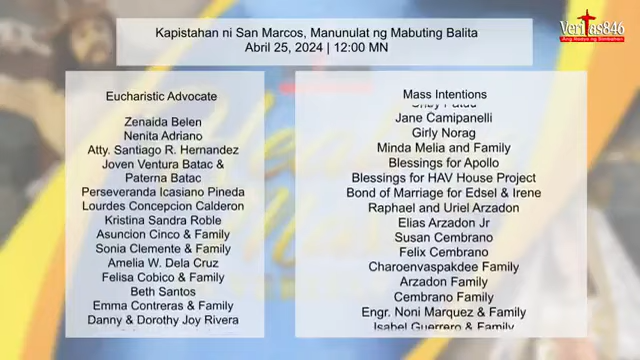 Kapistahan ni San Marcos, Manunulat ng Mabuting Balita
Abril 25, 2024 | 12:00 MN
Veritas846
Ang Radyo ng Simbahan
Eucharistic Advocate
Zenaida Belen
Nenita Adriano
Atty. Santiago R. Hernandez
Joven Ventura Batac &
Paterna Batac
Perseveranda Icasiano Pineda
Lourdes Concepcion Calderon
Kristina Sandra Roble
Asuncion Cinco & Family
Sonia Clemente & Family
Amelia W. Dela Cruz
Felisa Cobico & Family
Beth Santos
Emma Contreras & Family
Danny & Dorothy Joy Rivera
Mass Intentions
Jane Camipanelli
Girly Norag
Minda Melia and Family
Blessings for Apollo
Blessings for HAV House Project
Bond of Marriage for Edsel & Irene
Raphael and Uriel Arzadon
Elias Arzadon Jr
Susan Cembrano
Felix Cembrano
Charoenvaspakdee Family
Arzadon Family
Cembrano Family
Engr. Noni Marquez & Family
Isabel Guerrero & Family